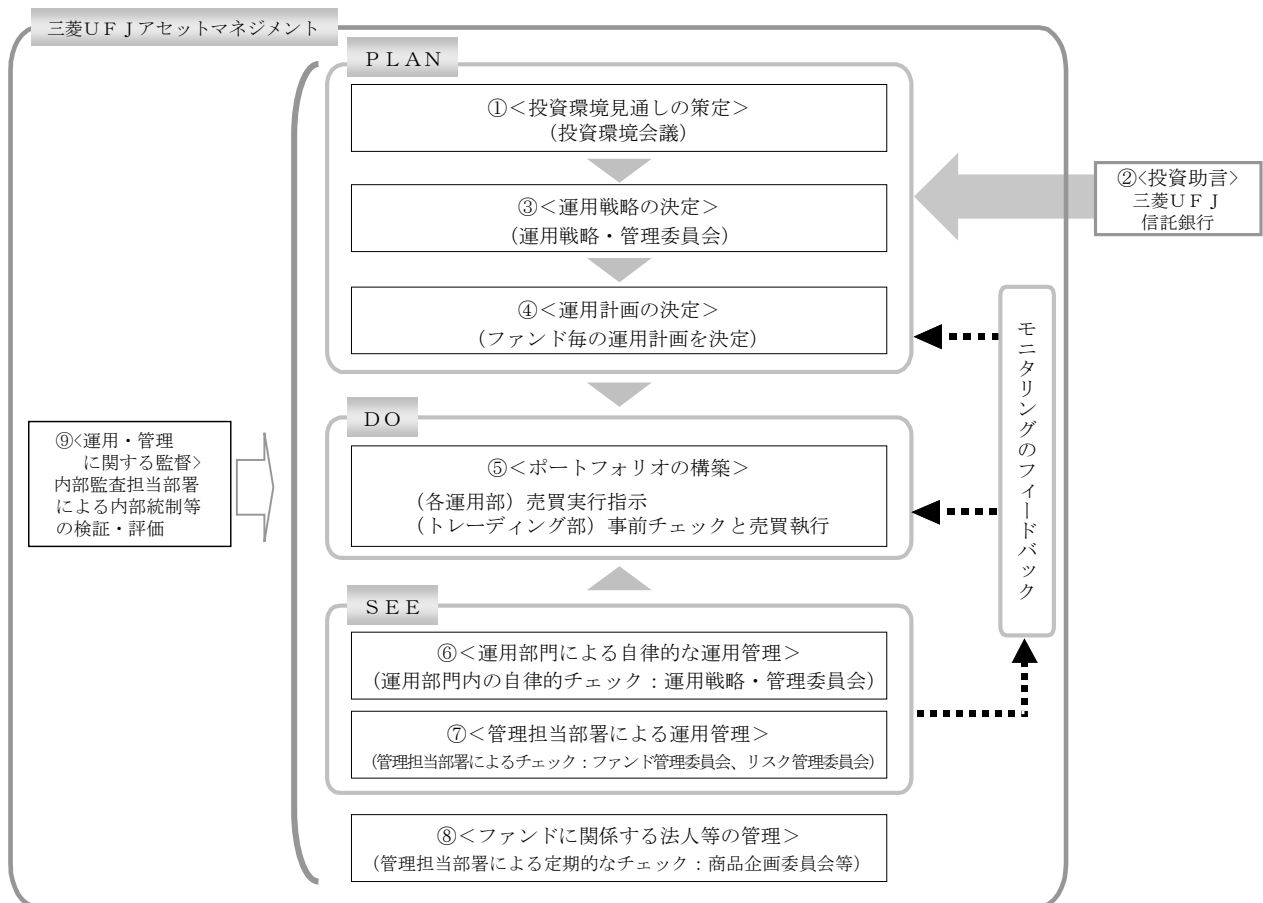 三菱ＵＦＪアセットマネジメント
ＰＬＡＮ
①＜投資環境見通しの策定＞
（投資環境会議）
②<投資助言>
三菱ＵＦＪ
信託銀行
③＜運用戦略の決定＞
（運用戦略・管理委員会）
④＜運用計画の決定＞
（ファンド毎の運用計画を決定）
モニタリングのフィードバック
ＤＯ
⑤＜ポートフォリオの構築＞
（各運用部）売買実行指示
（トレーディング部）事前チェックと売買執行
⑨<運用・管理
に関する監督>
内部監査担当部署
による内部統制等
の検証・評価
ＳＥＥ
⑥＜運用部門による自律的な運用管理＞
（運用部門内の自律的チェック：運用戦略・管理委員会）
⑦＜管理担当部署による運用管理＞
（管理担当部署によるチェック：ファンド管理委員会、リスク管理委員会）
⑧＜ファンドに関係する法人等の管理＞
（管理担当部署による定期的なチェック：商品企画委員会等）